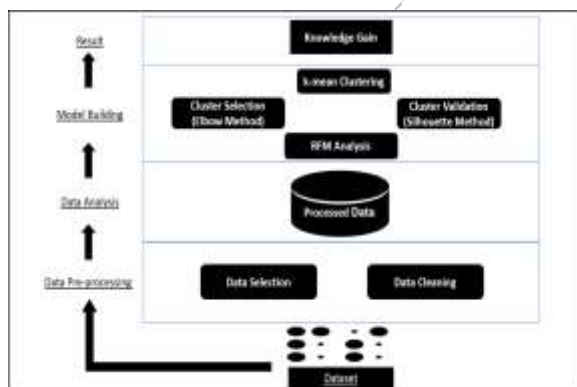 Result
Knowledge Gain
k-mean Clustering
Model Building
Cluster Selection
(Elbow Method)
Cluster Validation
(Silhouette Method)
RFM Analysis
Data Analysis
Processed Data
Data Pre-processing
Data Selection
Data Cleaning
Dataset